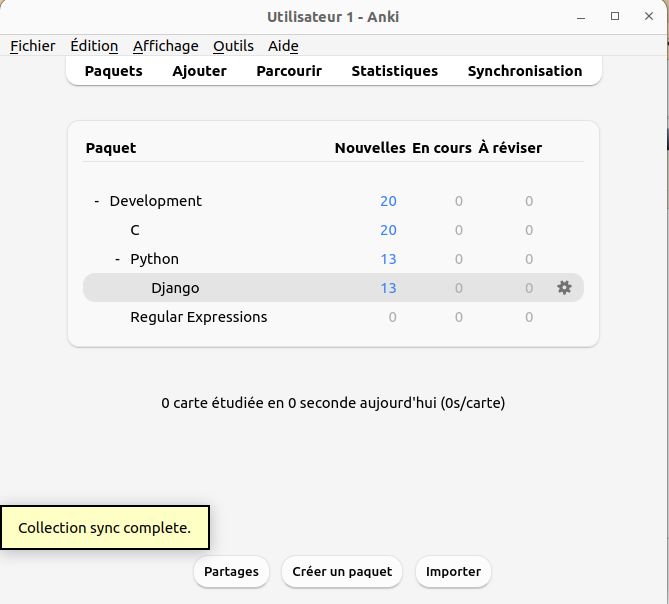 Utilisateur 1 - Anki
Fichier Édition Affichage Outils Aide
Paquets Ajouter Parcourir Statistiques Synchronisation
Paquet Nouvelles En cours À réviser
- Development 20 0 0
C 20 0 0
- Python 13 0 0
Django 13 0 0
Regular Expressions 0 0 0
0 carte étudiée en 0 seconde aujourd'hui (0s/carte)
Collection sync complete.
Partages Créer un paquet Importer